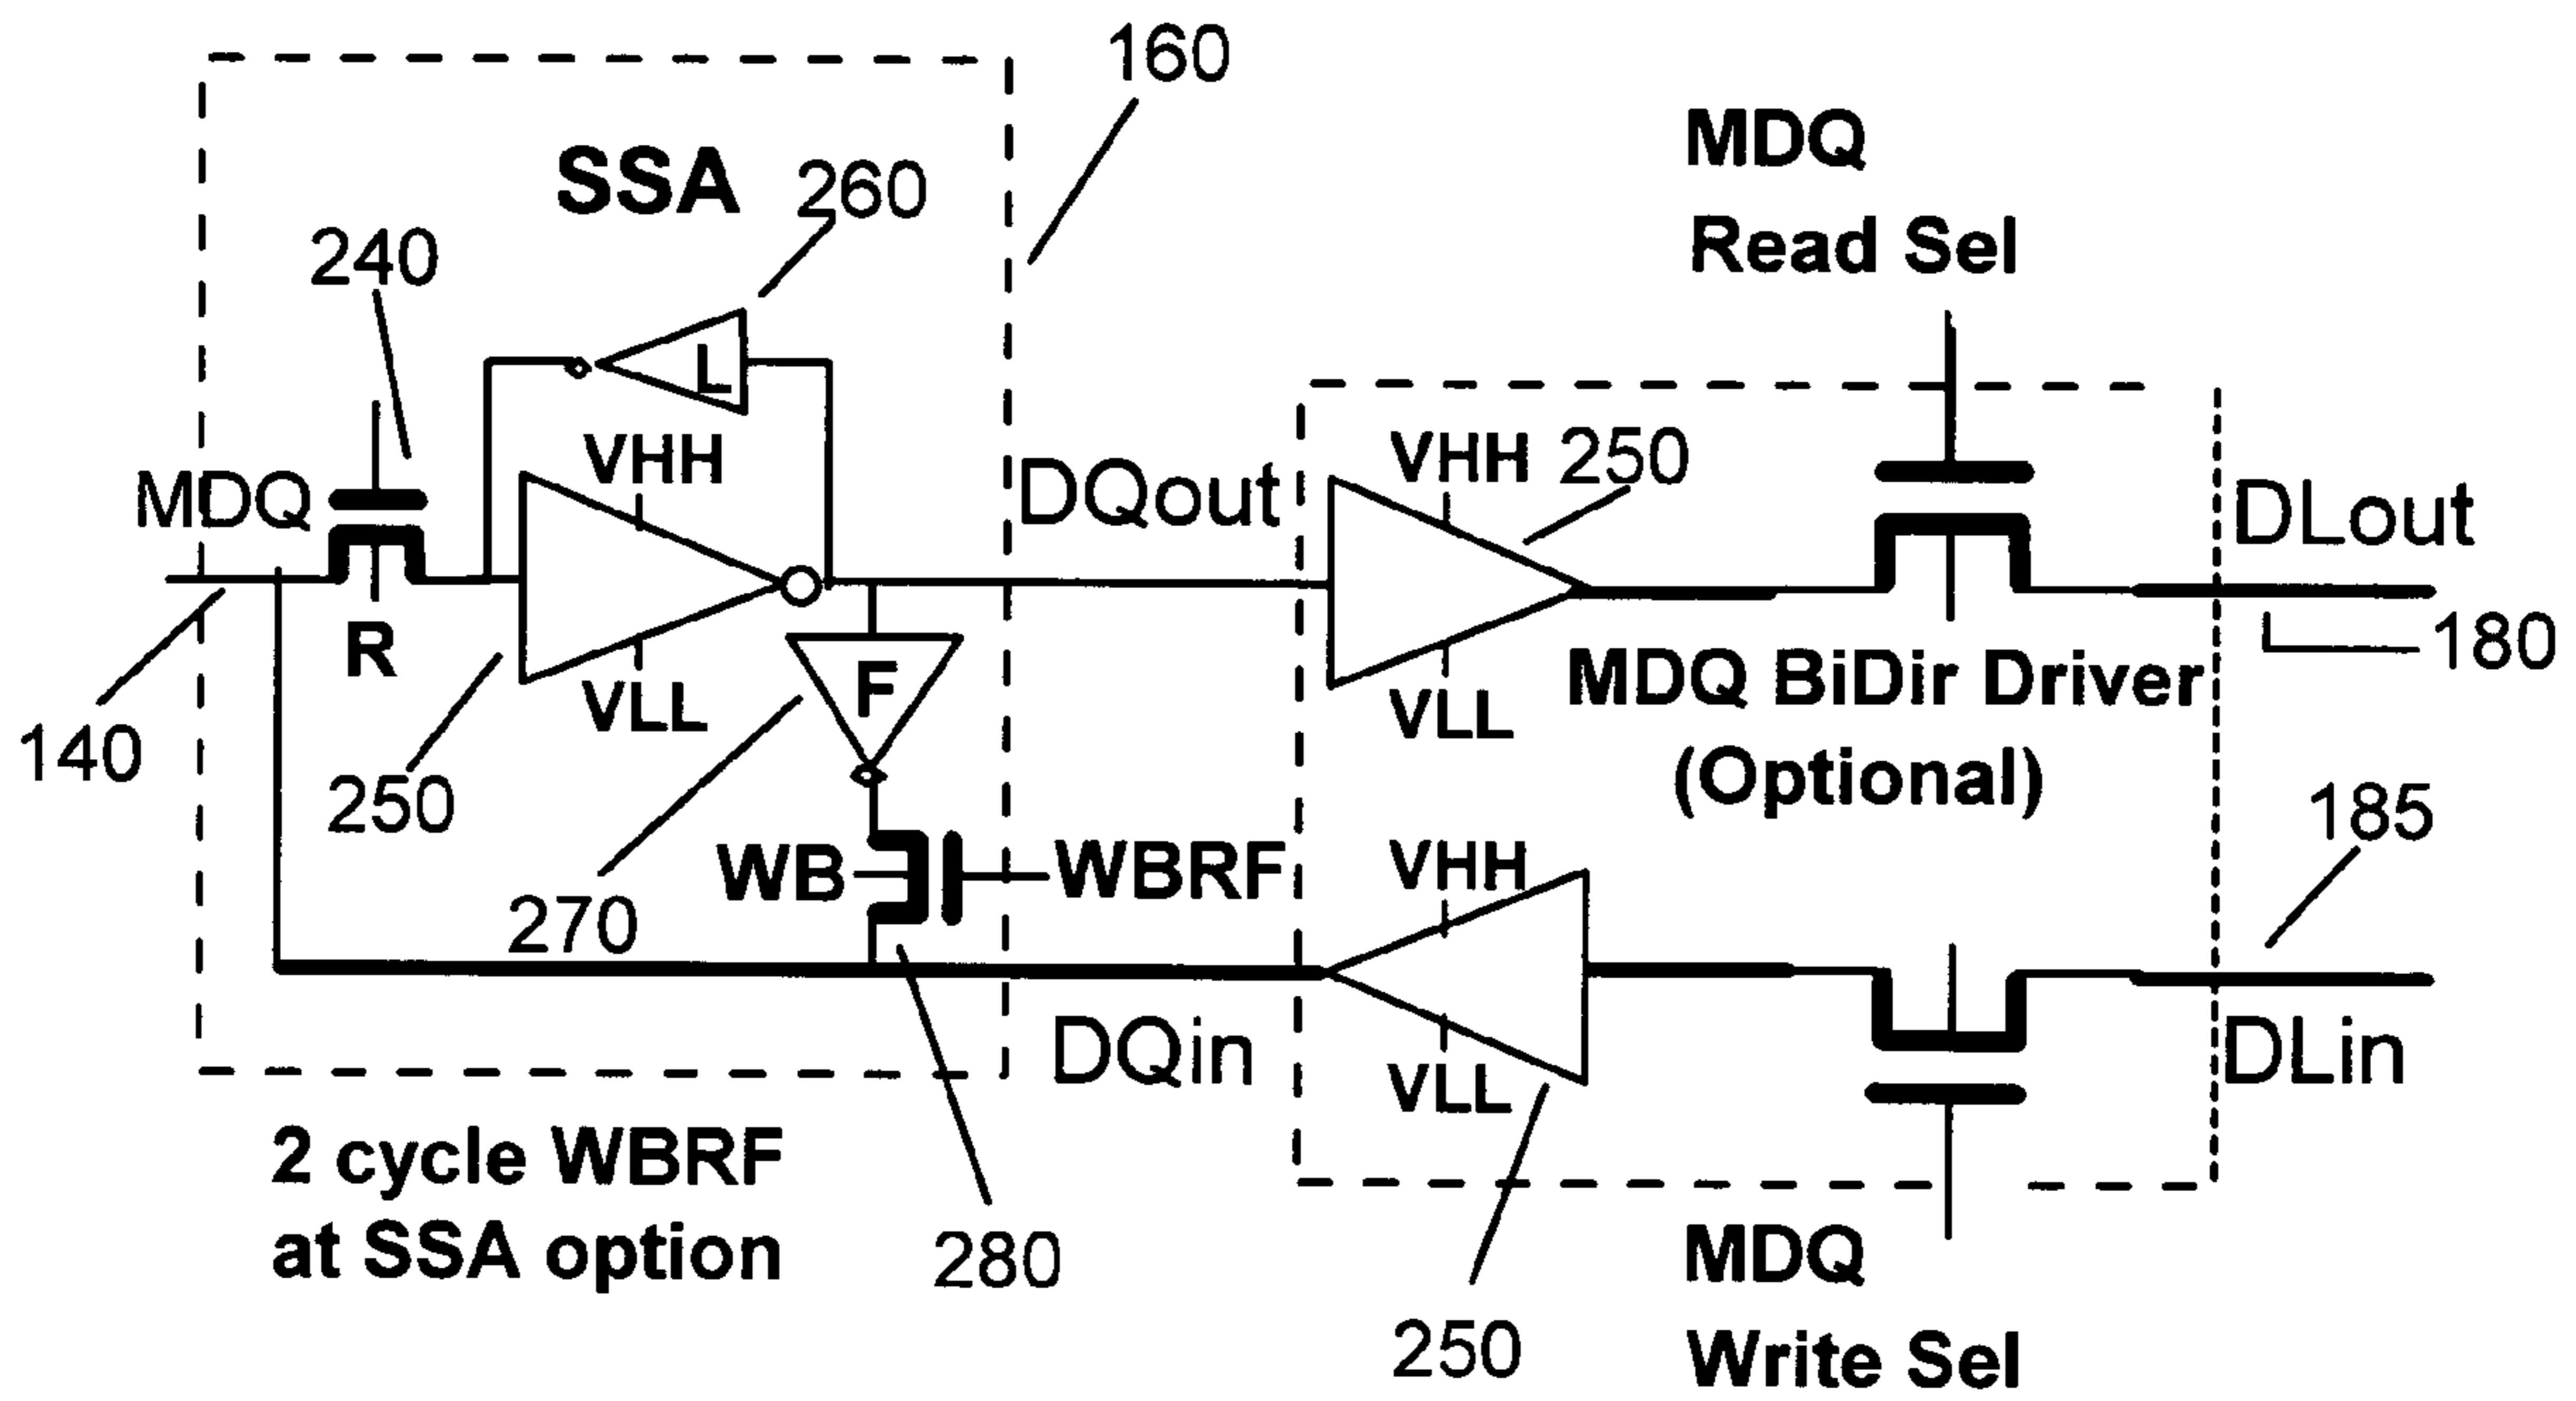 160
MDQ
Read Sel
SSA
260
240
VHH
L
MDQ
DQout
VHH
250
DLout
R
VLL
F
VLL
MDQ BiDir Driver
(Optional)
180
140
250
185
WB
WBRF
VHH
270
DQin
VLL
DLin
2 cycle WBRF
at SSA option
280
250
MDQ
Write Sel